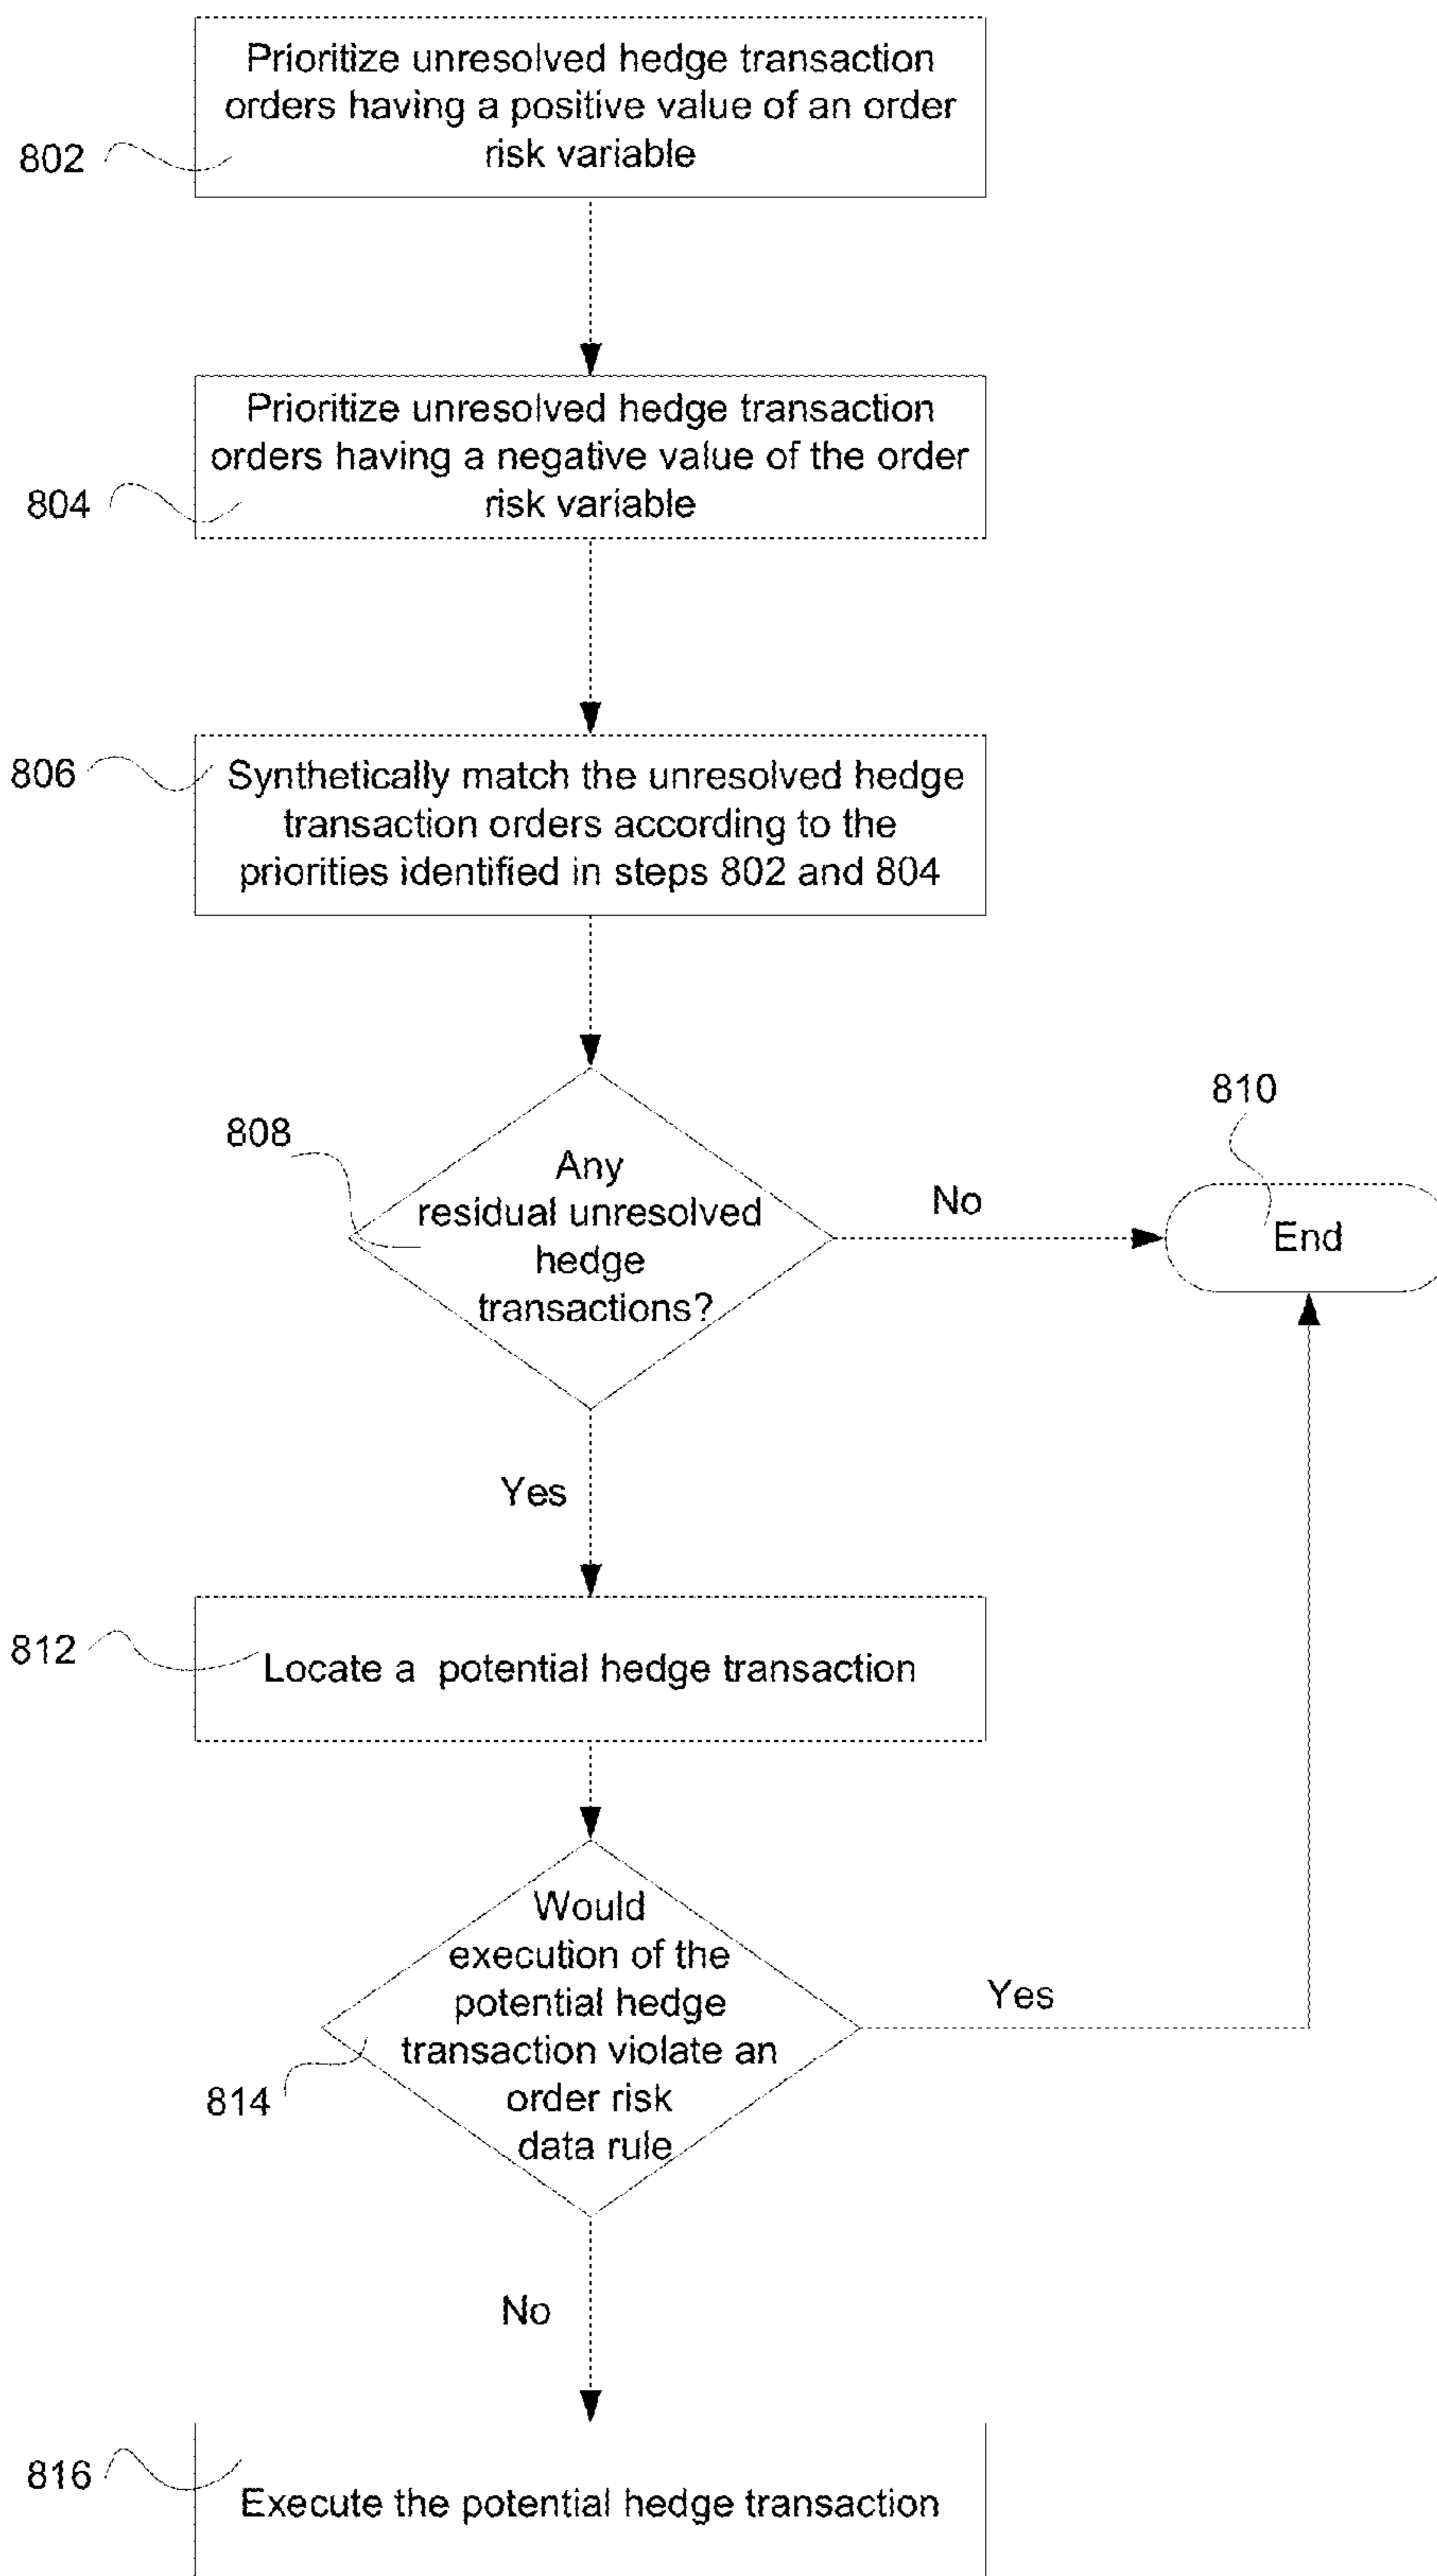 Prioritize unresolved hedge transaction
orders having a positive value of an order
risk variable
802
Prioritize unresolved hedge transaction
orders having a negative value of the order
risk variable
804
806
Synthetically match the unresolved hedge
transaction orders according to the
priorities identified in steps 802 and 804
810
808
Any
residual unresolved
hedge
transactions?
No
End
Yes
812
Locate a potential hedge transaction
Would
execution of the
potential hedge
transaction violate an
order risk
data rule
Yes
814
No
816
Execute the potential hedge transaction